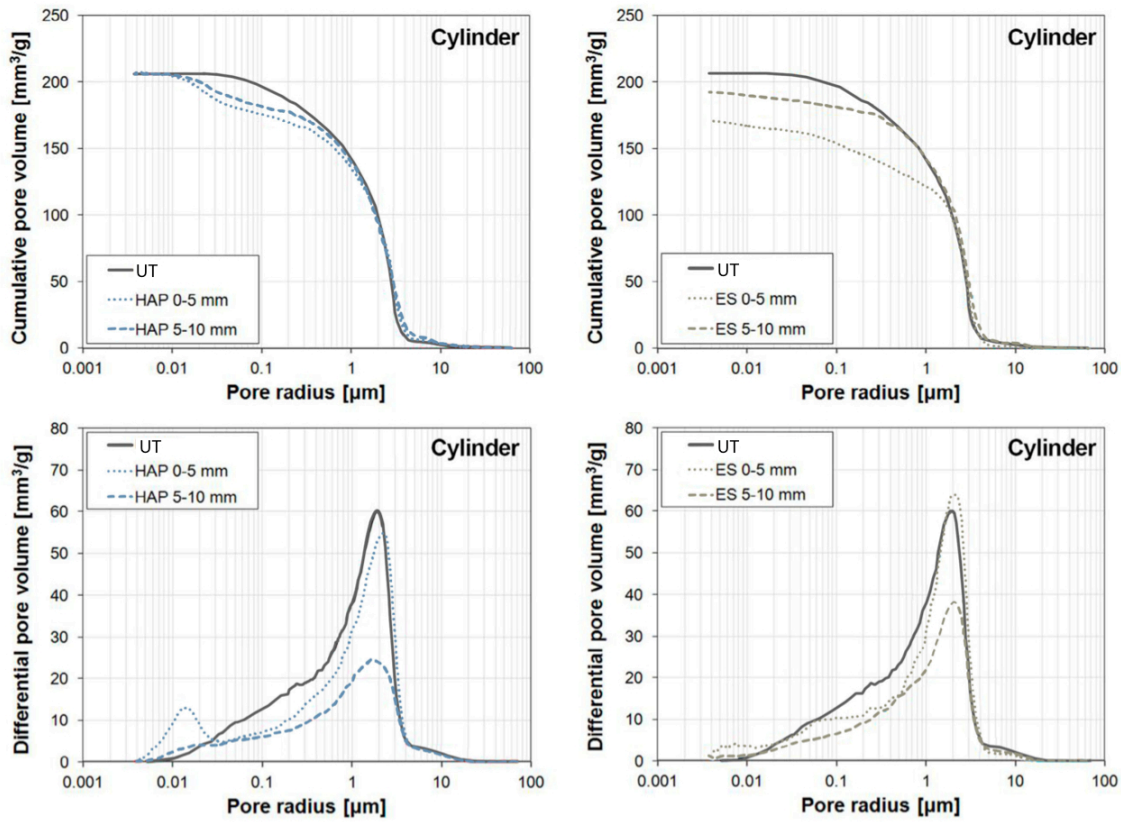 Cylinder
Cumulative pore volume [mm³/g]
250
200
150
100
50
0
UT
HAP 0-5 mm
HAP 5-10 mm
0.001 0.01 0.1 1 10 100
Pore radius [µm]
Cylinder
Cumulative pore volume [mm³/g]
250
200
150
100
50
0
UT
ES 0-5 mm
ES 5-10 mm
0.001 0.01 0.1 1 10 100
Pore radius [µm]
Cylinder
Differential pore volume [mm³/g]
80
70
60
50
40
30
20
10
0
UT
HAP 0-5 mm
HAP 5-10 mm
0.001 0.01 0.1 1 10 100
Pore radius [µm]
Cylinder
Differential pore volume [mm³/g]
80
70
60
50
40
30
20
10
0
UT
ES 0-5 mm
ES 5-10 mm
0.001 0.01 0.1 1 10 100
Pore radius [µm]